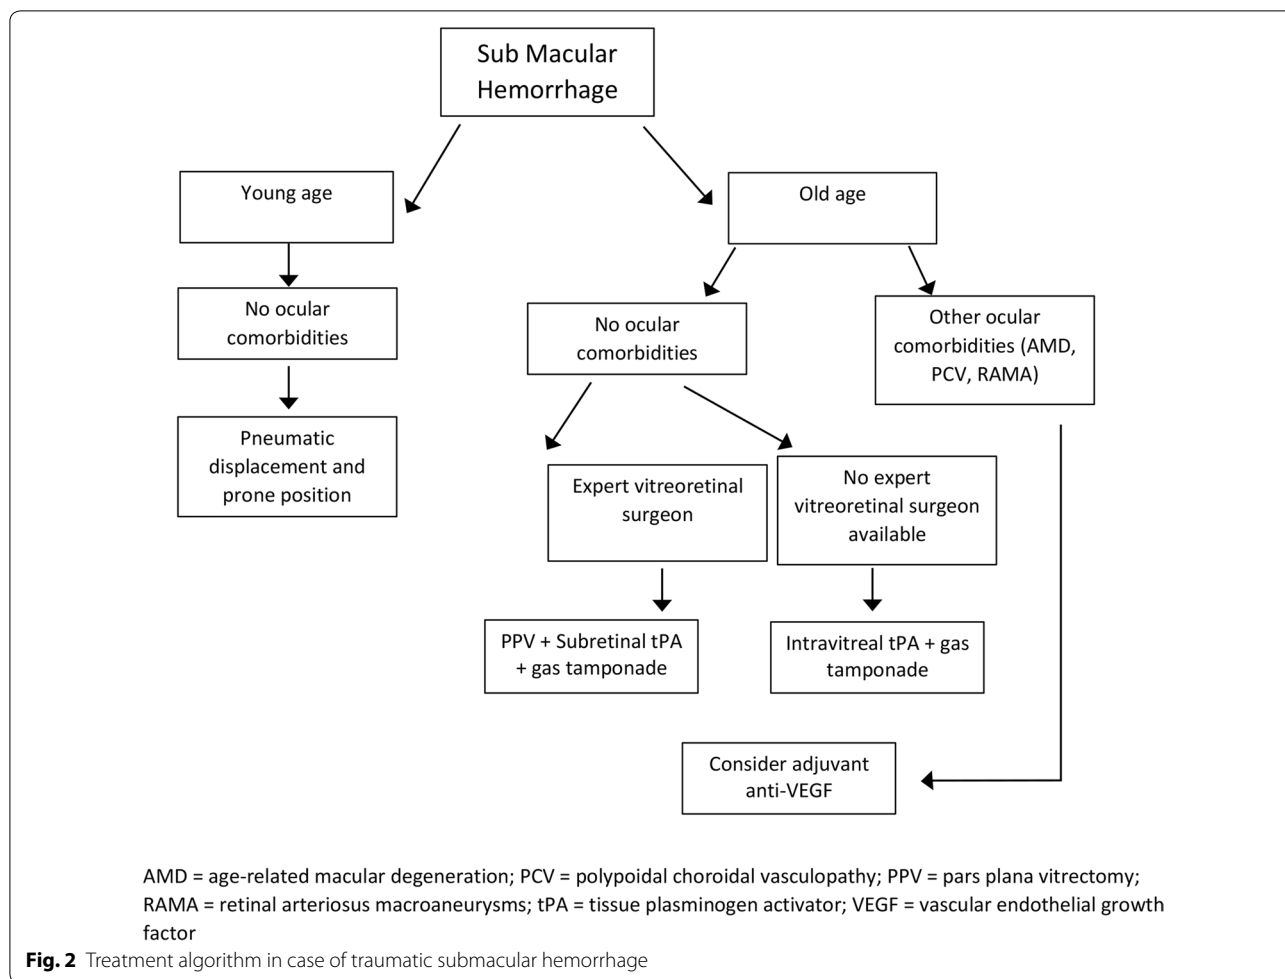 Sub Macular
Hemorrhage
Young age
Old age
No ocular
comorbidities
No ocular
comorbidities
Other ocular
comorbidities (AMD,
PCV, RAMA)
Pneumatic
displacement and
prone position
Expert vitreoretinal
surgeon
No expert
vitreoretinal surgeon
available
PPV + Subretinal tPA
+ gas tamponade
Intravitreal tPA + gas
tamponade
Consider adjuvant
anti-VEGF
AMD = age-related macular degeneration; PCV = polypoidal choroidal vasculopathy; PPV = pars plana vitrectomy;
RAMA = retinal arteriosus macroaneurysms; tPA = tissue plasminogen activator; VEGF = vascular endothelial growth
factor
Fig. 2 Treatment algorithm in case of traumatic submacular hemorrhage